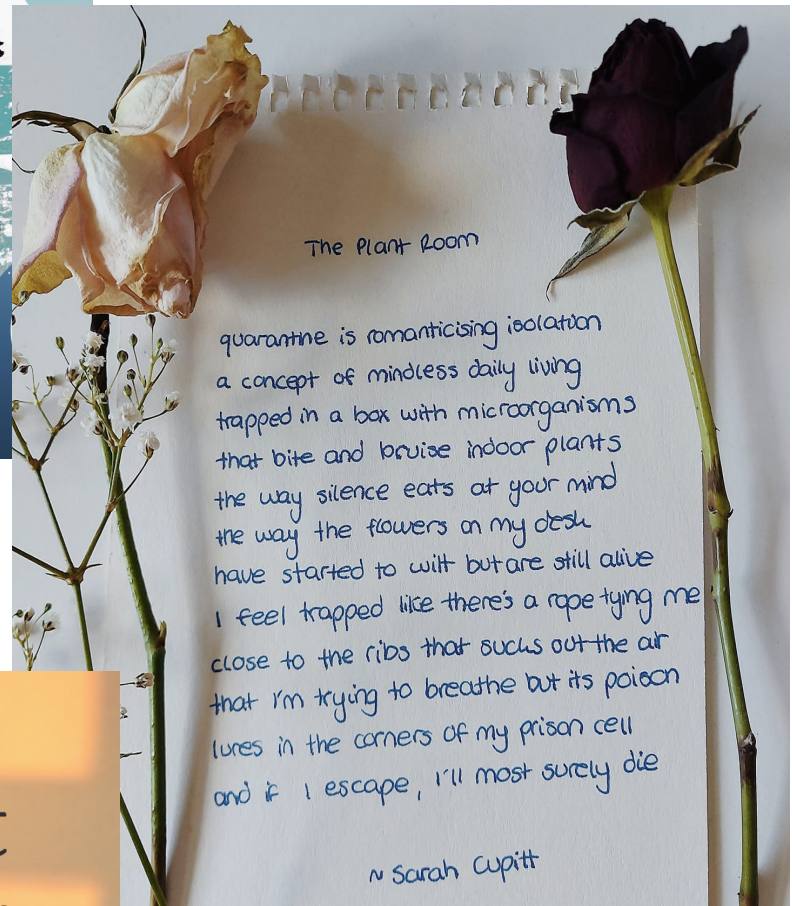 The Plant Room
quarantine is romanticising isolation
a concept of mindless daily living
trapped in a box with microorganisms
that bite and bruise indoor plants
the way silence eats at your mind
the way the flowers on my desk
have started to wilt but are still alive
I feel trapped like there's a rope tying me
close to the ribs that sucks out the air
that I'm trying to breathe but its poison
lures in the corners of my prison cell
and if I escape, I'll most surely die
~ Sarah Cupitt